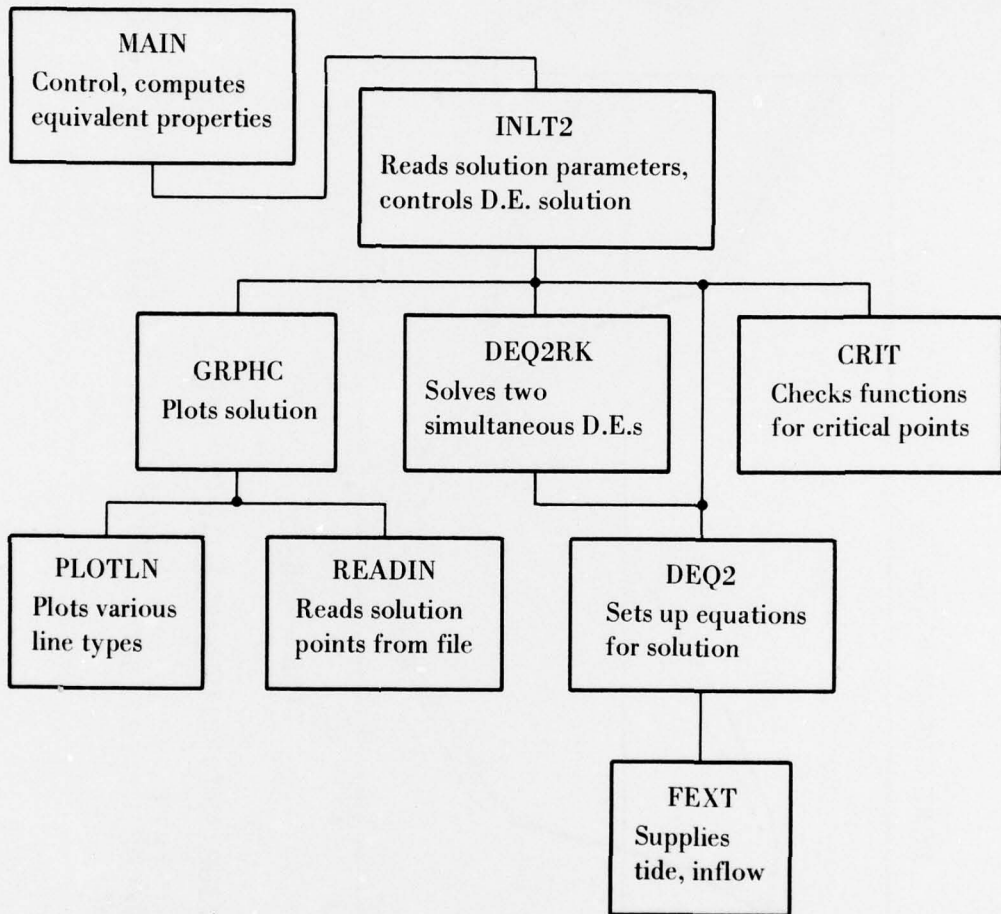 MAIN
Control, computes
equivalent properties
INLT2
Reads solution parameters,
controls D.E. solution
GRPHC
Plots solution
DEQ2RK
Solves two
simultaneous D.E.s
CRIT
Checks functions
for critical points
PLOTLN
Plots various
line types
READIN
Reads solution
points from file
DEQ2
Sets up equations
for solution
FEXT
Supplies
tide, inflow